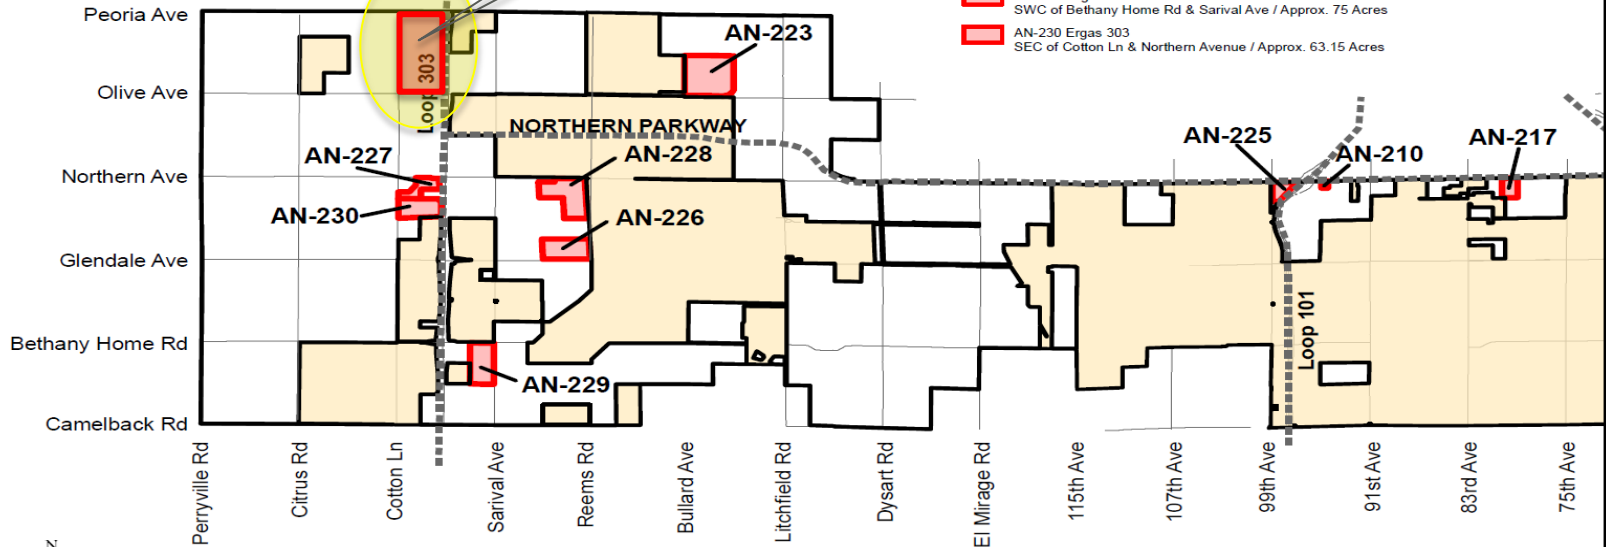 SWC of Bethany Home Rd & Sarival Ave / Approx. 75 Acres
AN-230 Ergas 303
SEC of Cotton Ln & Northern Avenue / Approx. 63.15 Acres
Peoria Ave
Olive Ave
Northern Ave
Glendale Ave
Bethany Home Rd
Camelback Rd
Loop 303
AN-223
NORTHERN PARKWAY
AN-227
AN-228
AN-225
AN-210
AN-217
AN-230
AN-226
AN-229
Loop 101
Perryville Rd
Citrus Rd
Cotton Ln
Sarival Ave
Reems Rd
Bullard Ave
Litchfield Rd
Dysart Rd
El Mirage Rd
115th Ave
107th Ave
99th Ave
91st Ave
83rd Ave
75th Ave
N